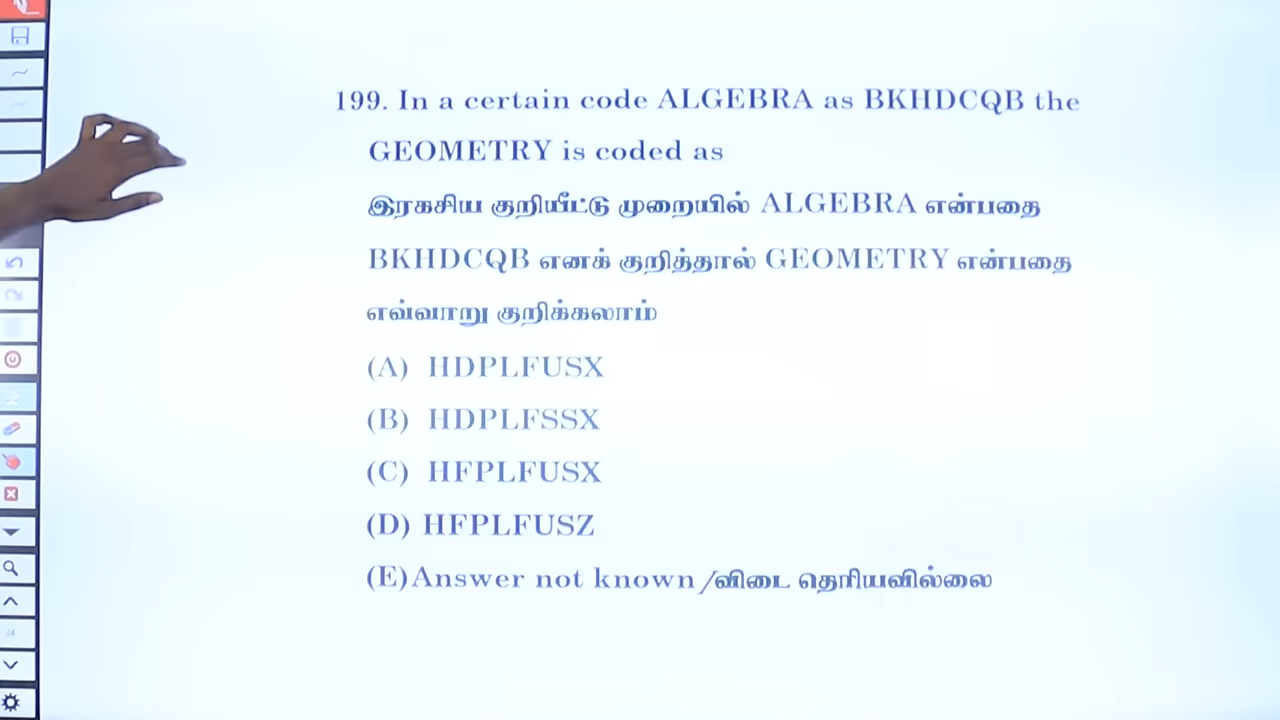 199. In a certain code ALGEBRA as BKHDCQB the
GEOMETRY is coded as
இரகசிய குறியீட்டு முறையில் ALGEBRA என்பதை
BKHDCQB எனக் குறித்தால் GEOMETRY என்பதை
எவ்வாறு குறிக்கலாம்
(A) HDPLFUSX
(B) HDPLFSSX
(C) HFPLFUSX
(D) HFPLFUSZ
(E)Answer not known /விடை தெரியவில்லை